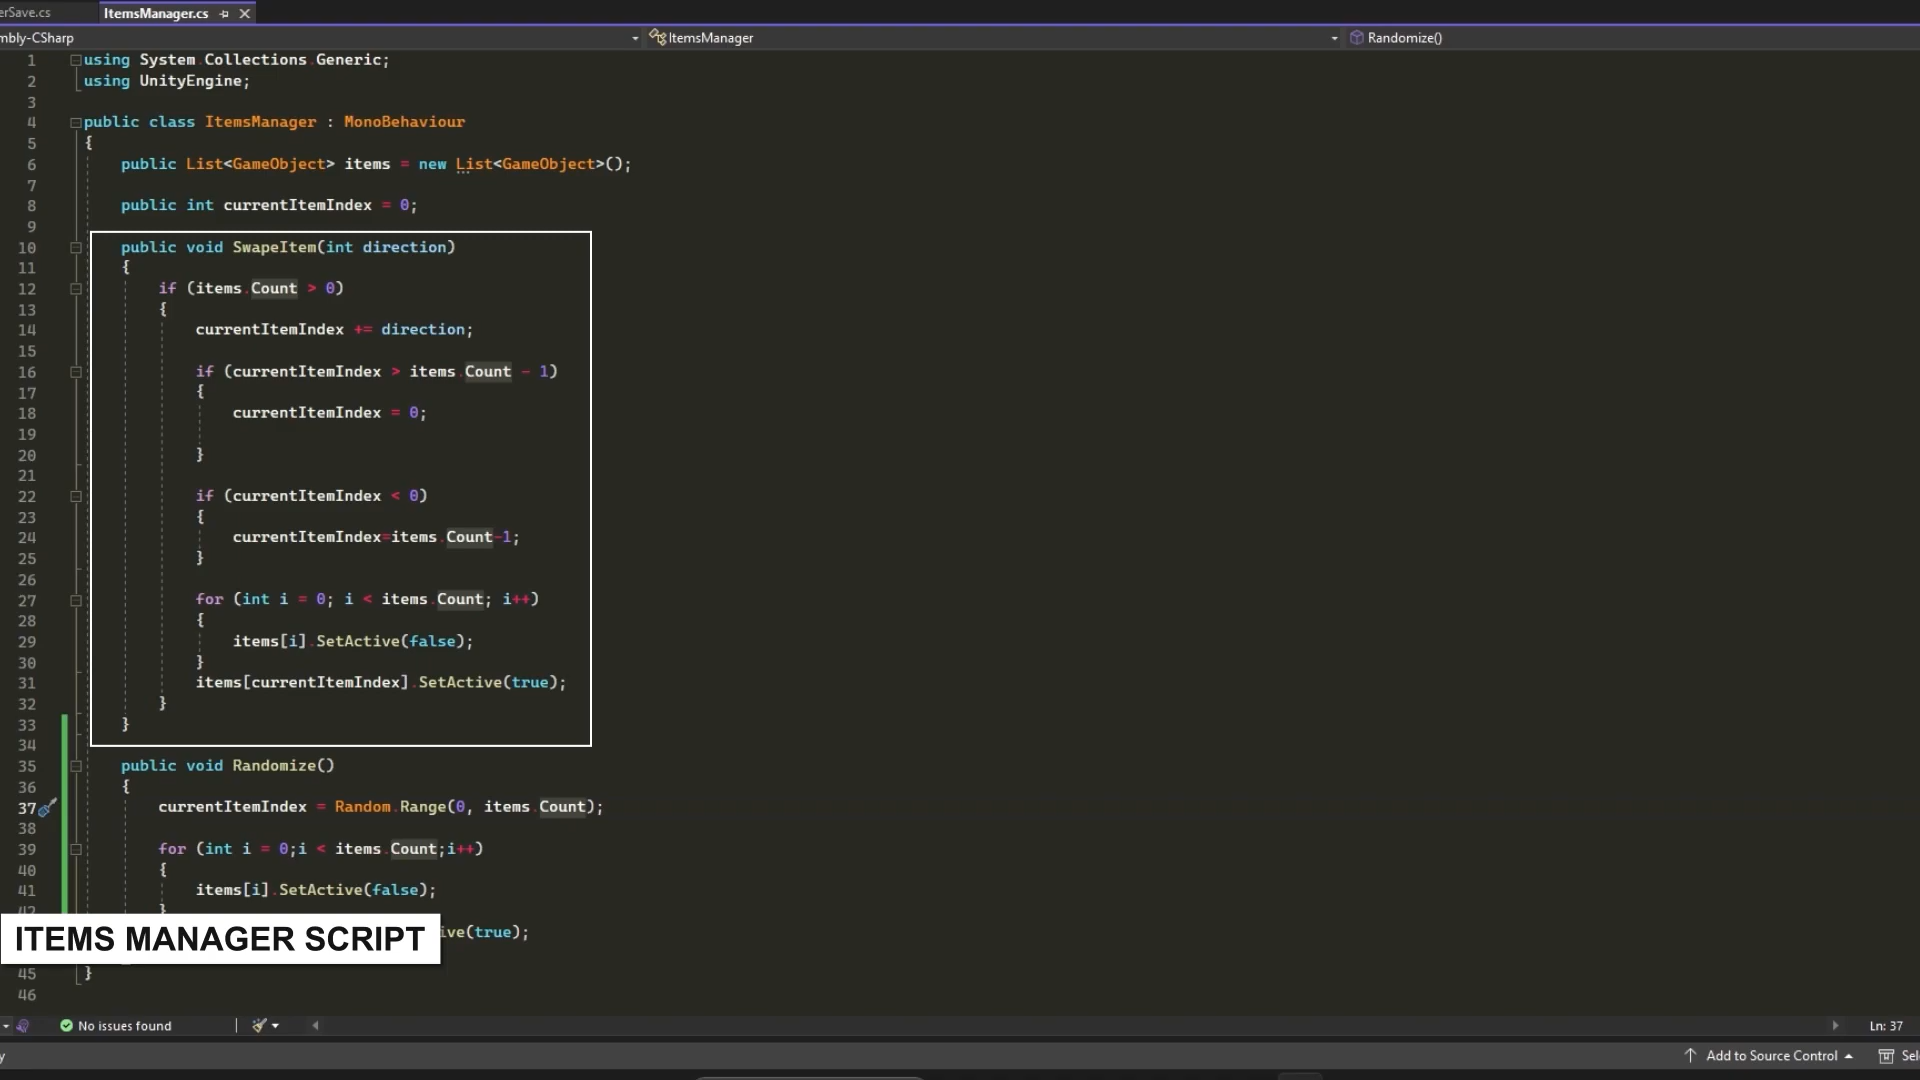 erSave.cs
ItemsManager.cs
mbly-CSharp
ItemsManager
Randomize()
1 using System.Collections.Generic;
2 using UnityEngine;
3
4 public class ItemsManager : MonoBehaviour
5 {
6 public List<GameObject> items = new List<GameObject>();
7
8 public int currentItemIndex = 0;
9
10 public void SwapeItem(int direction)
11 {
12 if (items.Count > 0)
13 {
14 currentItemIndex += direction;
15
16 if (currentItemIndex > items.Count - 1)
17 {
18 currentItemIndex = 0;
19
20 }
21
22 if (currentItemIndex < 0)
23 {
24 currentItemIndex=items.Count-1;
25 }
26
27 for (int i = 0; i < items.Count; i++)
28 {
29 items[i].SetActive(false);
30 }
31 items[currentItemIndex].SetActive(true);
32 }
33 }
34
35 public void Randomize()
36 {
37 currentItemIndex = Random.Range(0, items.Count);
38
39 for (int i = 0;i < items.Count;i++)
40 {
41 items[i].SetActive(false);
42 }
ive(true);
ITEMS MANAGER SCRIPT
45 }
46
No issues found
Ln: 37
y
Add to Source Control
Sel